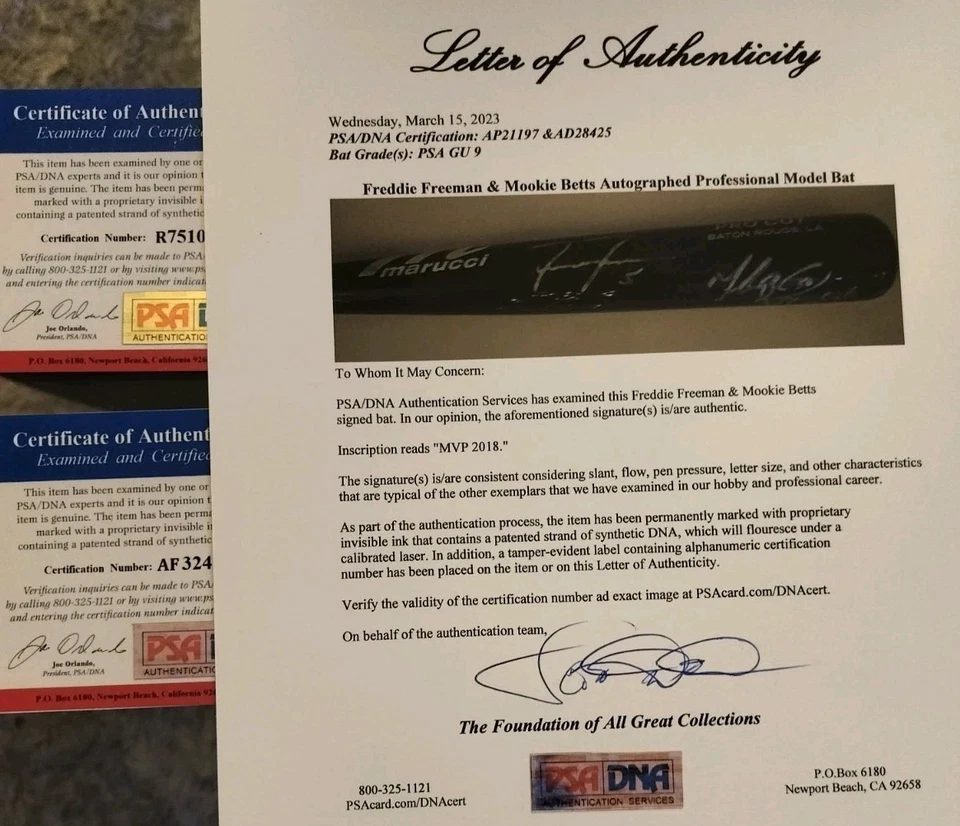 Certificate of Authent
Examined and Certifie
This item has been examined by one or
PSA/DNA experts and it is our opinion t
item is genuine. The item has been perm
marked with a proprietary invisible i
containing a patented strand of synthetic
Certification Number: R7510
Verification inquiries can be made to PSA
by calling 800-325-1121 or by visiting www.ps
and entering the certification number indicat
Joe Orlando,
President, PSA/DNA
PSA
AUTHENTICATIO
P.O. Box 6180, Newport Beach, California 926
Certificate of Authent
Examined and Certified
This item has been examined by one or
PSA/DNA experts and it is our opinion t
item is genuine. The item has been perm
marked with a proprietary invisible in
containing a patented strand of synthetic
Certification Number: AF324
Verification inquiries can be made to PSA
by calling 800-325-1121 or by visiting www.ps
and entering the certification number indicat
Joe Orlando,
President, PSA/DNA
PSA
AUTHENTICATI
P.O. Box 6180, Newport Beach, California 926
Letter of Authenticity
Wednesday, March 15, 2023
PSA/DNA Certification: AP21197 &AD28425
Bat Grade(s): PSA GU 9
Freddie Freeman & Mookie Betts Autographed Professional Model Bat
marucci
PRO CUT
BATON ROUGE, LA
5
To Whom It May Concern:
PSA/DNA Authentication Services has examined this Freddie Freeman & Mookie Betts
signed bat. In our opinion, the aforementioned signature(s) is/are authentic.
Inscription reads "MVP 2018."
The signature(s) is/are consistent considering slant, flow, pen pressure, letter size, and other characteristics
that are typical of the other exemplars that we have examined in our hobby and professional career.
As part of the authentication process, the item has been permanently marked with proprietary
invisible ink that contains a patented strand of synthetic DNA, which will flouresce under a
calibrated laser. In addition, a tamper-evident label containing alphanumeric certification
number has been placed on the item or on this Letter of Authenticity.
Verify the validity of the certification number ad exact image at PSAcard.com/DNAcert.
On behalf of the authentication team,
The Foundation of All Great Collections
800-325-1121
PSAcard.com/DNAcert
PSA DNA
AUTHENTICATION SERVICES
P.O.Box 6180
Newport Beach, CA 92658